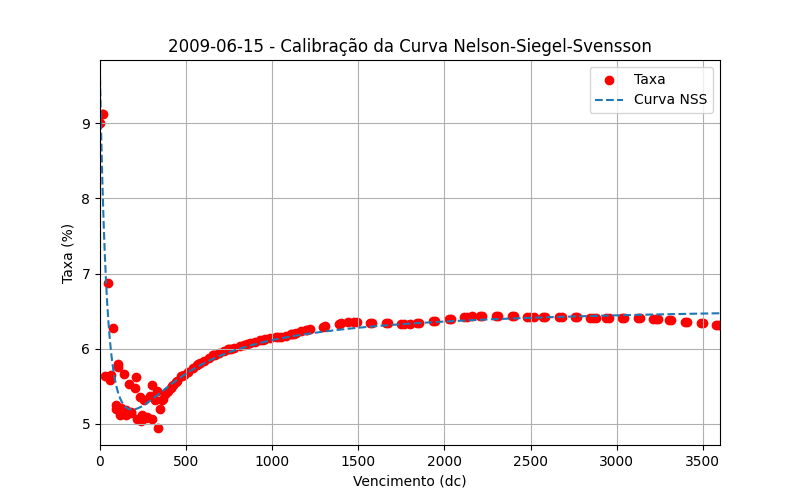 2009-06-15 - Calibração da Curva Nelson-Siegel-Svensson
Taxa
Curva NSS
Taxa (%)
9
8
7
6
5
0 500 1000 1500 2000 2500 3000 3500
Vencimento (dc)